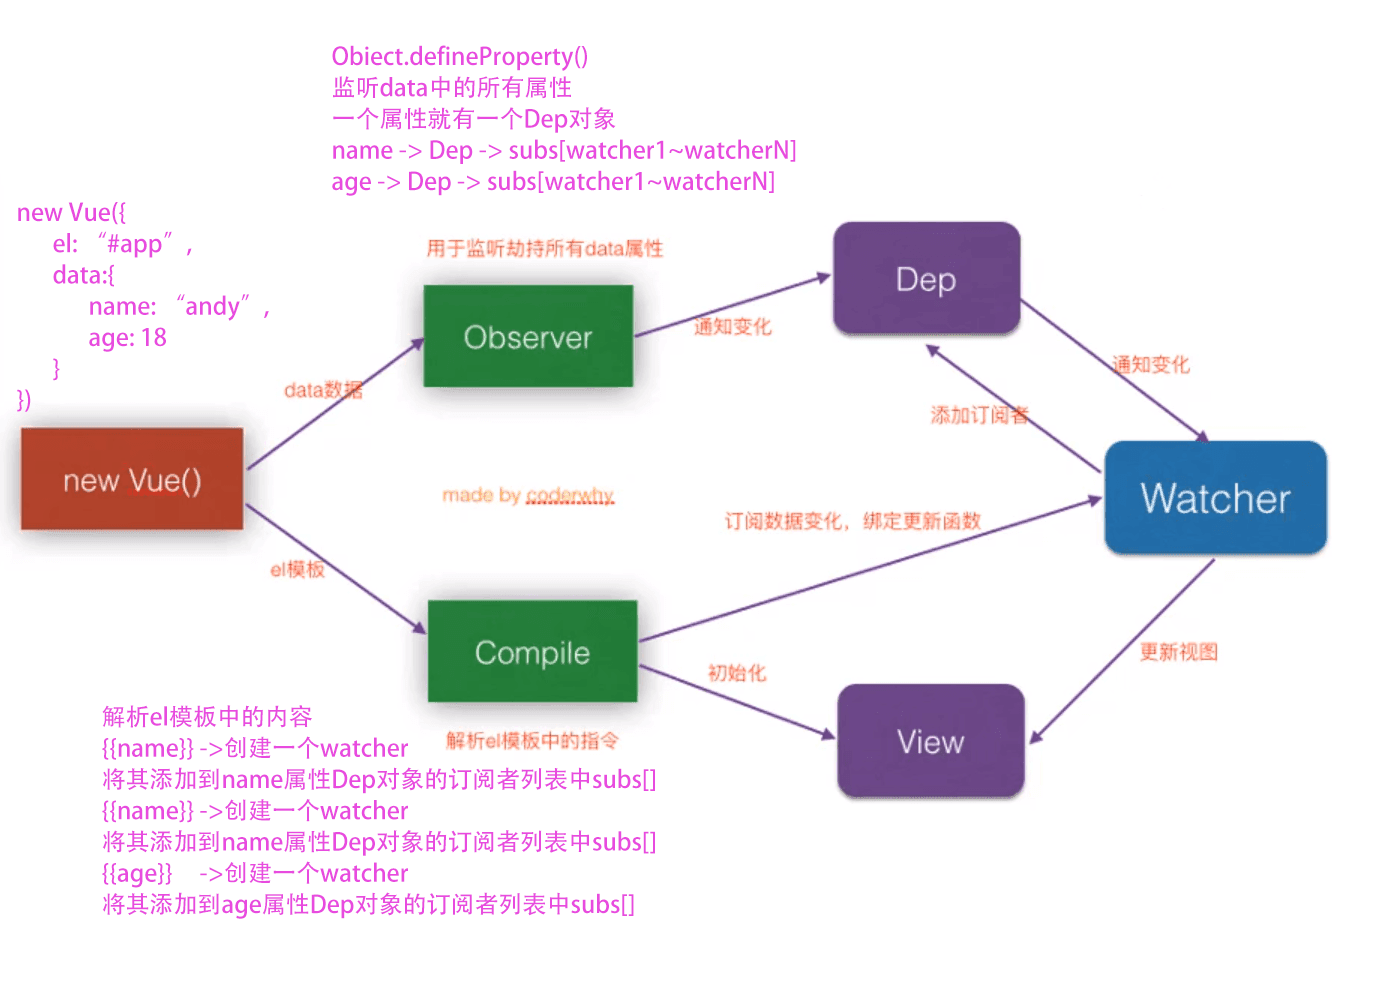 Obiect.defineProperty()
监听data中的所有属性
一个属性就有一个Dep对象
name -> Dep -> subs[watcher1~watcherN]
age -> Dep -> subs[watcher1~watcherN]
new Vue({
el: “#app”,
data:{
name: “andy”,
age: 18
}
})
用于监听劫持所有data属性
Observer
Dep
通知变化
通知变化
data数据
添加订阅者
new Vue()
made by coderwhy
Watcher
订阅数据变化，绑定更新函数
el模板
Compile
初始化
更新视图
View
解析el模板中的指令
解析el模板中的内容
{{name}} ->创建一个watcher
将其添加到name属性Dep对象的订阅者列表中subs[]
{{name}} ->创建一个watcher
将其添加到name属性Dep对象的订阅者列表中subs[]
{{age}} ->创建一个watcher
将其添加到age属性Dep对象的订阅者列表中subs[]